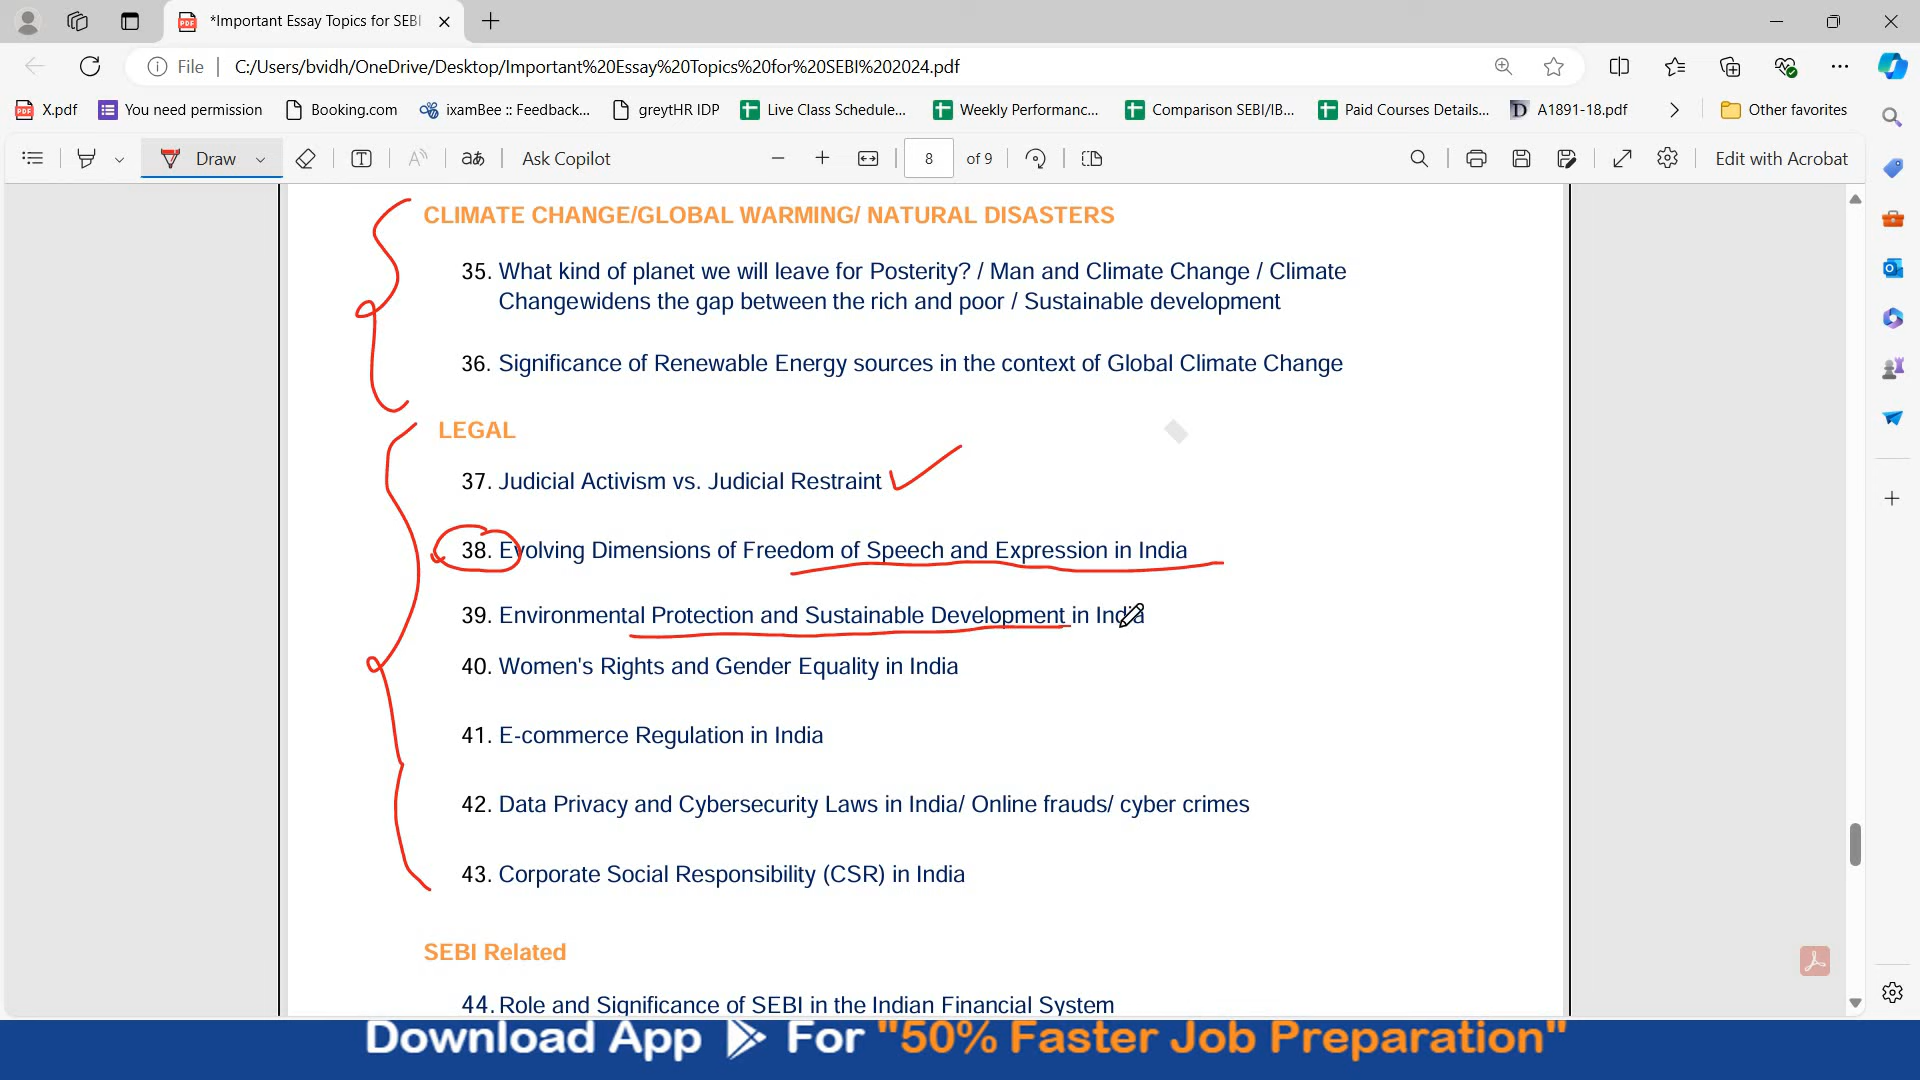 *Important Essay Topics for SEBI
File C:/Users/bvidh/OneDrive/Desktop/Important%20Essay%20Topics%20for%20SEBI%202024.pdf
X.pdf You need permission Booking.com ixamBee :: Feedback... greytHR IDP Live Class Schedule... Weekly Performanc... Comparison SEBI/IB... Paid Courses Details... A1891-18.pdf Other favorites
Draw Ask Copilot 8 of 9 Edit with Acrobat
CLIMATE CHANGE/GLOBAL WARMING/ NATURAL DISASTERS
35. What kind of planet we will leave for Posterity? / Man and Climate Change / Climate
Changewidens the gap between the rich and poor / Sustainable development
36. Significance of Renewable Energy sources in the context of Global Climate Change
LEGAL
37. Judicial Activism vs. Judicial Restraint
38. Evolving Dimensions of Freedom of Speech and Expression in India
39. Environmental Protection and Sustainable Development in India
40. Women's Rights and Gender Equality in India
41. E-commerce Regulation in India
42. Data Privacy and Cybersecurity Laws in India/ Online frauds/ cyber crimes
43. Corporate Social Responsibility (CSR) in India
SEBI Related
44. Role and Significance of SEBI in the Indian Financial System
Download App For "50% Faster Job Preparation"